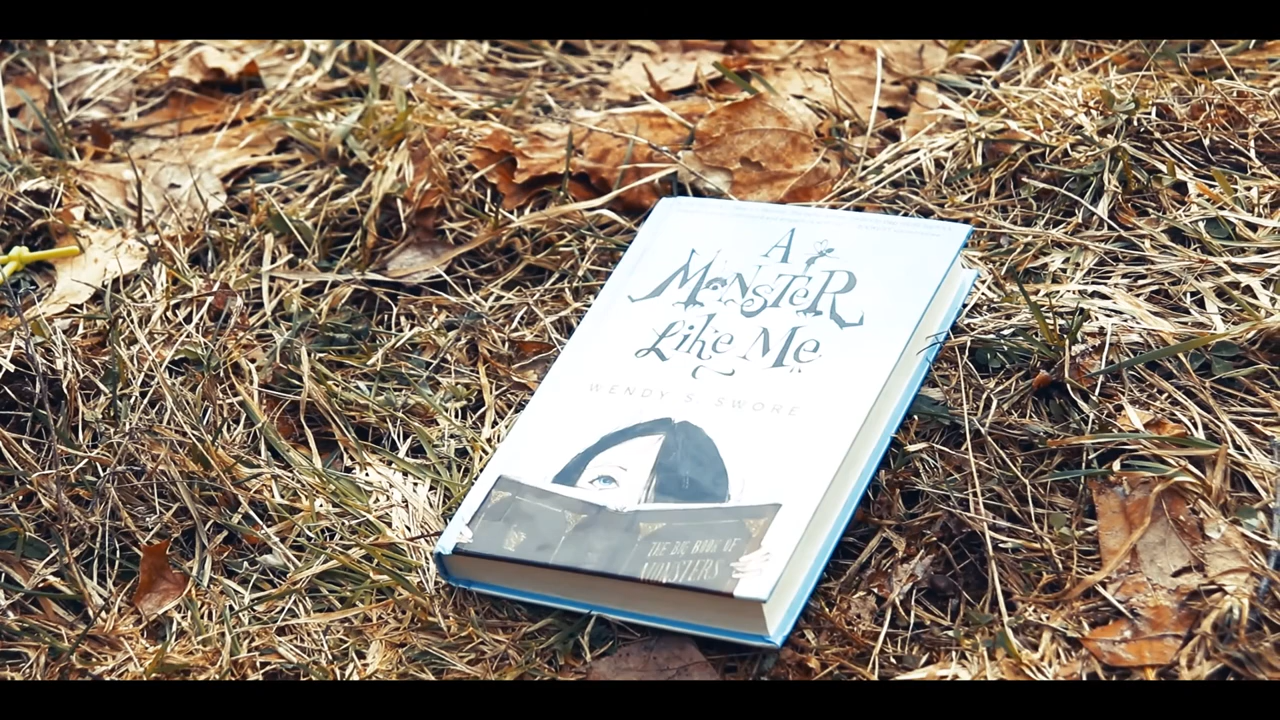 A
MONSTER
Like Me
WENDY S. SWORE
THE BIG BOOK OF
MONSTERS